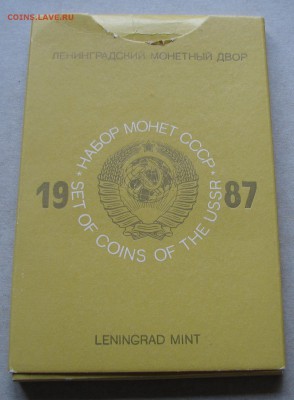 COINS.LAVE.RU
ЛЕНИНГРАДСКИЙ МОНЕТНЫЙ ДВОР
НАБОР МОНЕТ СССР
19 87
SET OF COINS OF THE USSR
LENINGRAD MINT